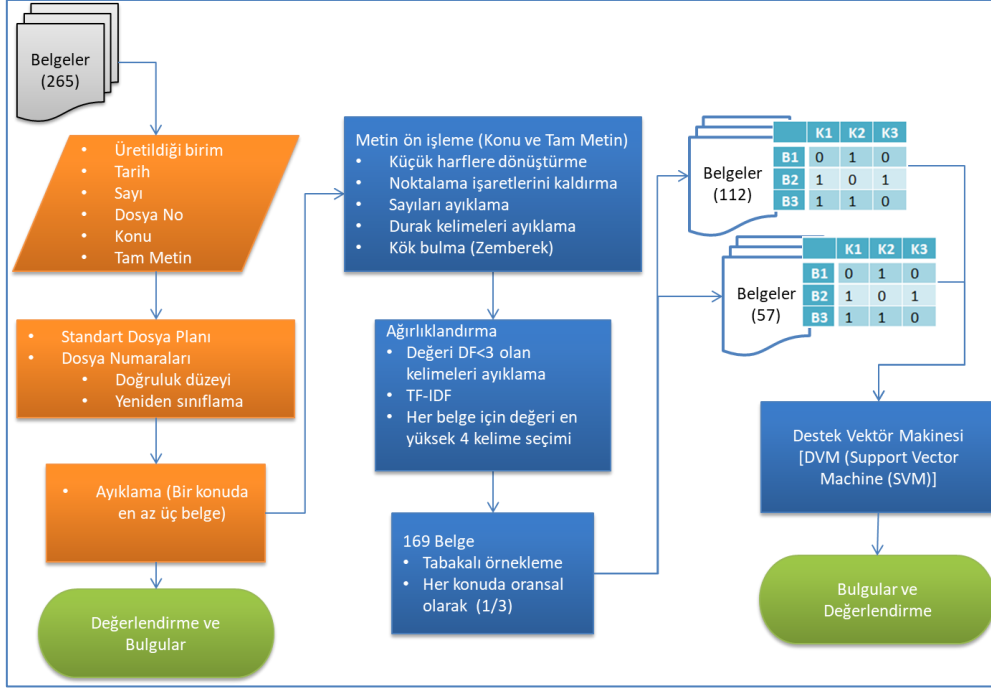 Belgeler
(265)
• Üretildiği birim
• Tarih
• Sayı
• Dosya No
• Konu
• Tam Metin
• Standart Dosya Planı
• Dosya Numaraları
• Doğruluk düzeyi
• Yeniden sınıflama
• Ayıklama (Bir konuda
en az üç belge)
Değerlendirme ve
Bulgular
Metin ön işleme (Konu ve Tam Metin)
• Küçük harflere dönüştürme
• Noktalama işaretlerini kaldırma
• Sayıları ayıklama
• Durak kelimeleri ayıklama
• Kök bulma (Zemberek)
Ağırlıklandırma
• Değeri DF<3 olan
kelimeleri ayıklama
• TF-IDF
• Her belge için değeri en
yüksek 4 kelime seçimi
169 Belge
• Tabakalı örnekleme
• Her konuda oransal
olarak (1/3)
Belgeler
(112)
K1 K2 K3
B1 0 1 0
B2 1 0 1
B3 1 1 0
Belgeler
(57)
K1 K2 K3
B1 0 1 0
B2 1 0 1
B3 1 1 0
Destek Vektör Makinesi
[DVM (Support Vector
Machine (SVM)]
Bulgular ve
Değerlendirme